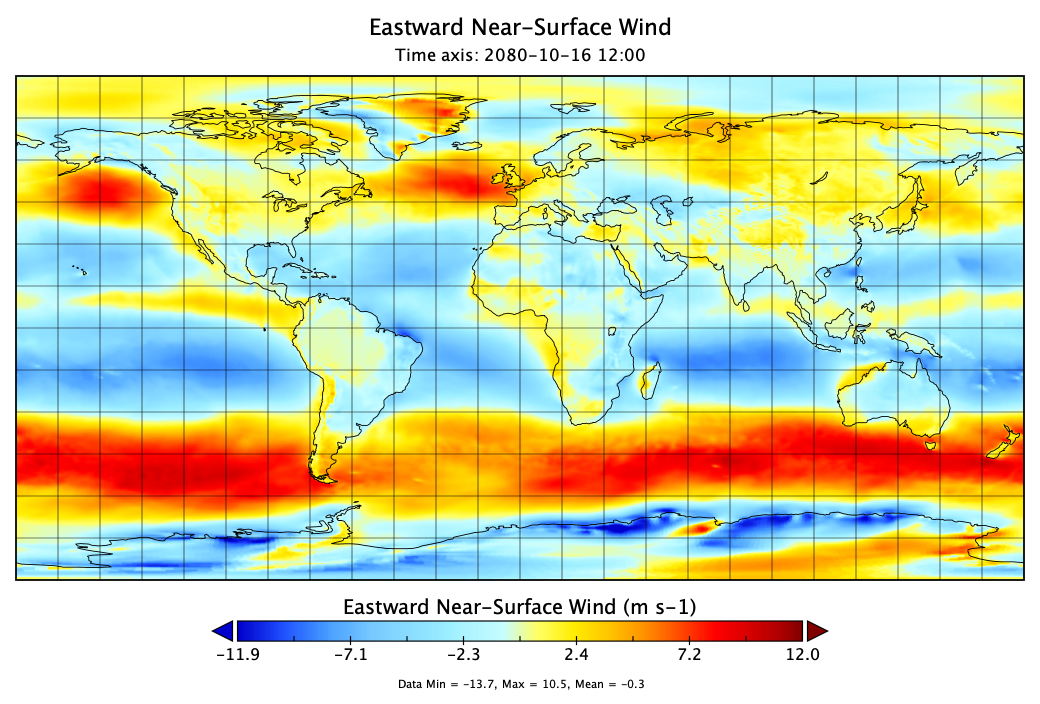 Eastward Near-Surface Wind
Time axis: 2080-10-16 12:00
Eastward Near-Surface Wind (m s-1)
-11.9 -7.1 -2.3 2.4 7.2 12.0
Data Min = -13.7, Max = 10.5, Mean = -0.3